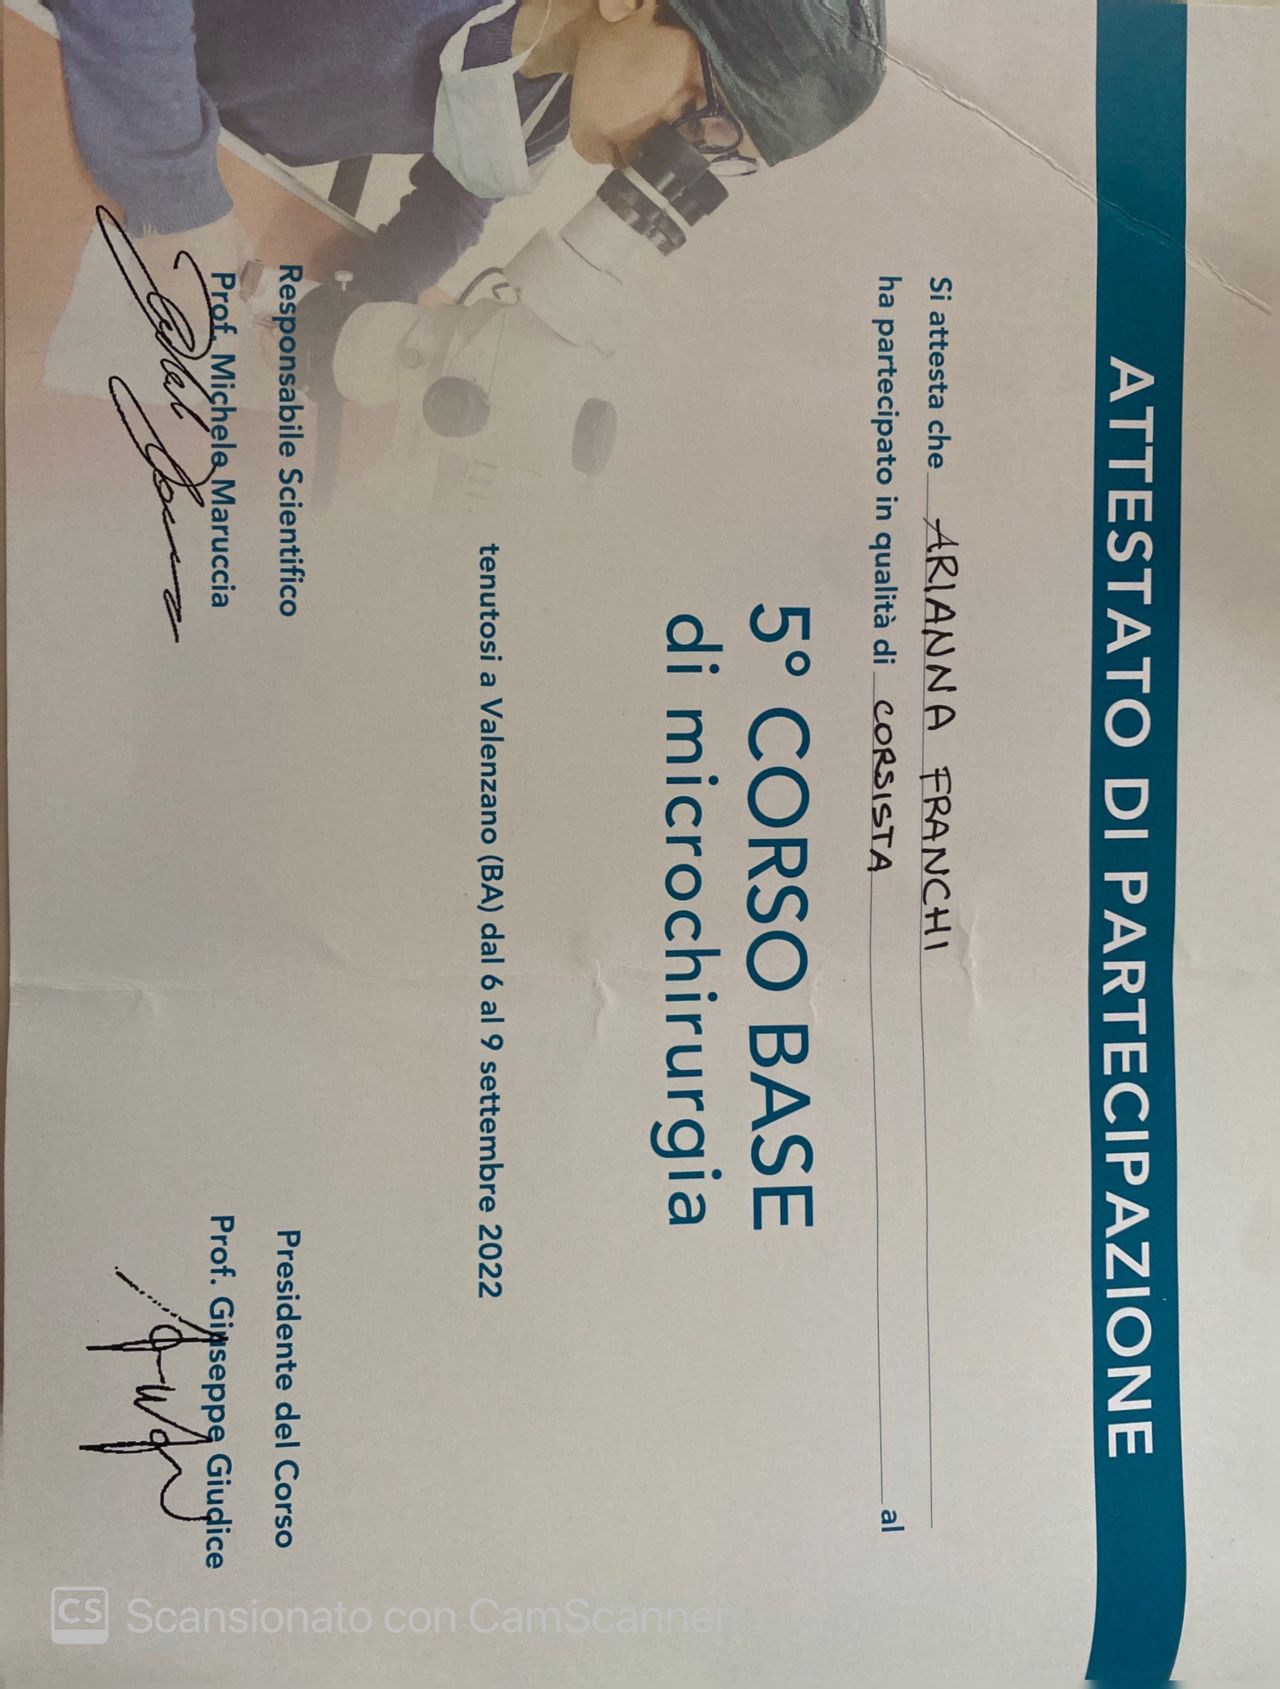 ATTESTATO DI PARTECIPAZIONE
Si attesta che ARIANNA FRANCHI
ha partecipato in qualità di CORSISTA al
5° CORSO BASE
di microchirurgia
tenutosi a Valenzano (BA) dal 6 al 9 settembre 2022
Responsabile Scientifico
Prof. Michele Maruccia
Presidente del Corso
Prof. Giuseppe Giudice
CS Scansionato con CamScanner